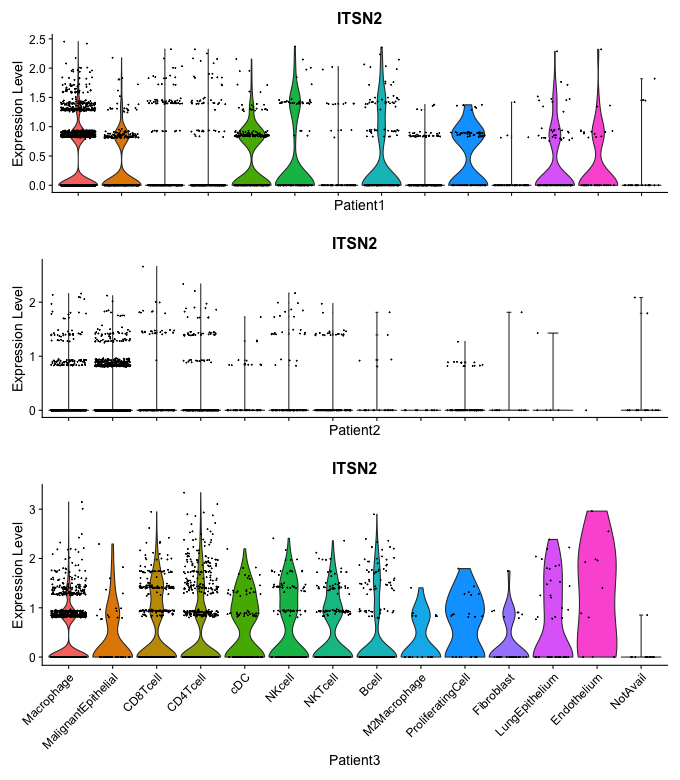 ITSN2
Expression Level
2.5
2.0
1.5
1.0
0.5
0.0
Patient1
ITSN2
Expression Level
2
1
0
Patient2
ITSN2
Expression Level
3
2
1
0
Macrophage
MalignantEpithelial
CD8Tcell
CD4Tcell
cDC
NKcell
NKTcell
Bcell
M2Macrophage
ProliferatingCell
Fibroblast
LungEpithelium
Endothelium
NotAvail
Patient3